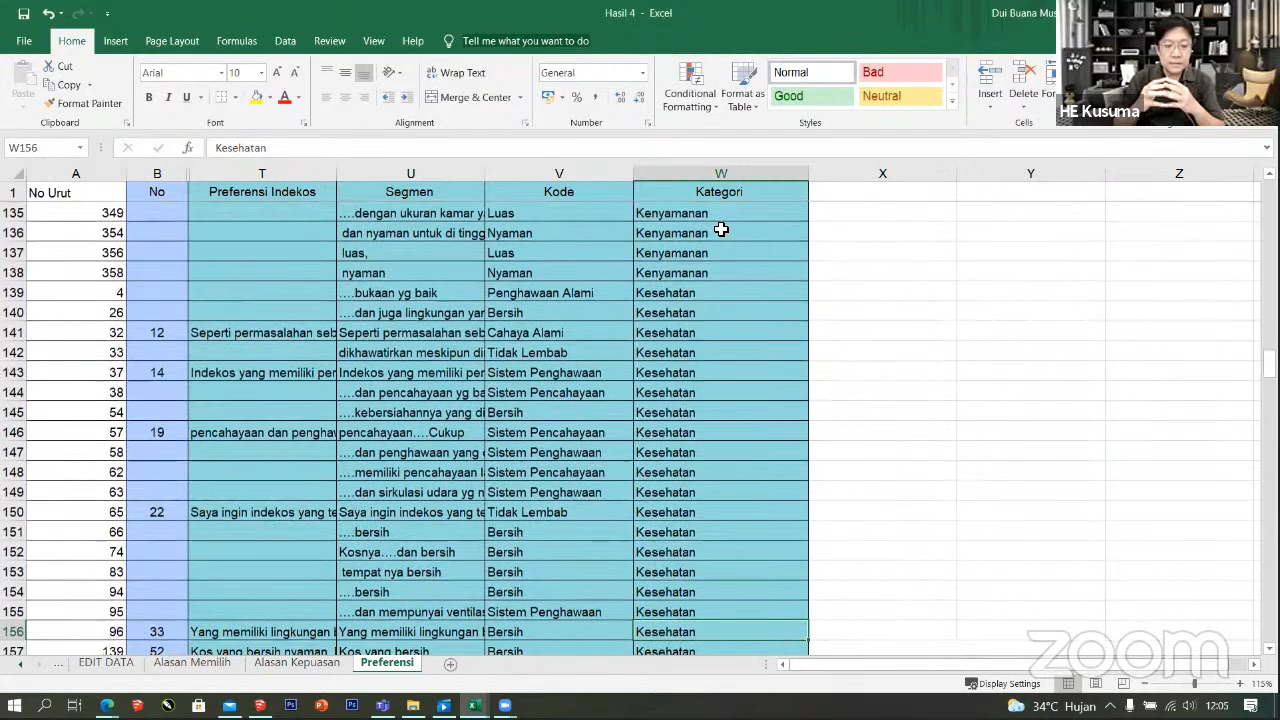 Hasil 4 - Excel
Dui Buana Mus
File Home Insert Page Layout Formulas Data Review View Help Tell me what you want to do
Cut
Copy
Format Painter
Paste
Clipboard
Arial 10
B I U
Font
Wrap Text
Merge & Center
Alignment
General
Number
Conditional Formatting
Format as Table
Normal Bad
Good Neutral
Styles
Insert Delete Form
Cells
HE Kusuma
W156 fx Kesehatan
A B T U V W X Y Z
1 No Urut No Preferensi Indekos Segmen Kode Kategori
135 349 ….dengan ukuran kamar ya Luas Kenyamanan
136 354 dan nyaman untuk di tingg Nyaman Kenyamanan
137 356 luas, Luas Kenyamanan
138 358 nyaman Nyaman Kenyamanan
139 4 ….bukaan yg baik Penghawaan Alami Kesehatan
140 26 ….dan juga lingkungan yan Bersih Kesehatan
141 32 12 Seperti permasalahan seb Seperti permasalahan seb Cahaya Alami Kesehatan
142 33 dikhawatirkan meskipun di Tidak Lembab Kesehatan
143 37 14 Indekos yang memiliki per Indekos yang memiliki per Sistem Penghawaan Kesehatan
144 38 ….dan pencahayaan yg ba Sistem Pencahayaan Kesehatan
145 54 ….kebersiahannya yang di Bersih Kesehatan
146 57 19 pencahayaan dan penghaw pencahayaan….Cukup Sistem Pencahayaan Kesehatan
147 58 ….dan penghawaan yang c Sistem Penghawaan Kesehatan
148 62 ….memiliki pencahayaan la Sistem Pencahayaan Kesehatan
149 63 ….dan sirkulasi udara yg n Sistem Penghawaan Kesehatan
150 65 22 Saya ingin indekos yang te Saya ingin indekos yang te Tidak Lembab Kesehatan
151 66 ….bersih Bersih Kesehatan
152 74 Kosnya….dan bersih Bersih Kesehatan
153 83 tempat nya bersih Bersih Kesehatan
154 94 ….bersih Bersih Kesehatan
155 95 ….dan mempunyai ventilas Sistem Penghawaan Kesehatan
156 96 33 Yang memiliki lingkungan b Yang memiliki lingkungan b Bersih Kesehatan
157 139 52 Kos yang bersih nyaman, Kos yang bersih Bersih Kesehatan
... EDIT DATA Alasan Memilih Alasan Kepuasan Preferensi
zoom
Display Settings 115%
34°C Hujan 12:05